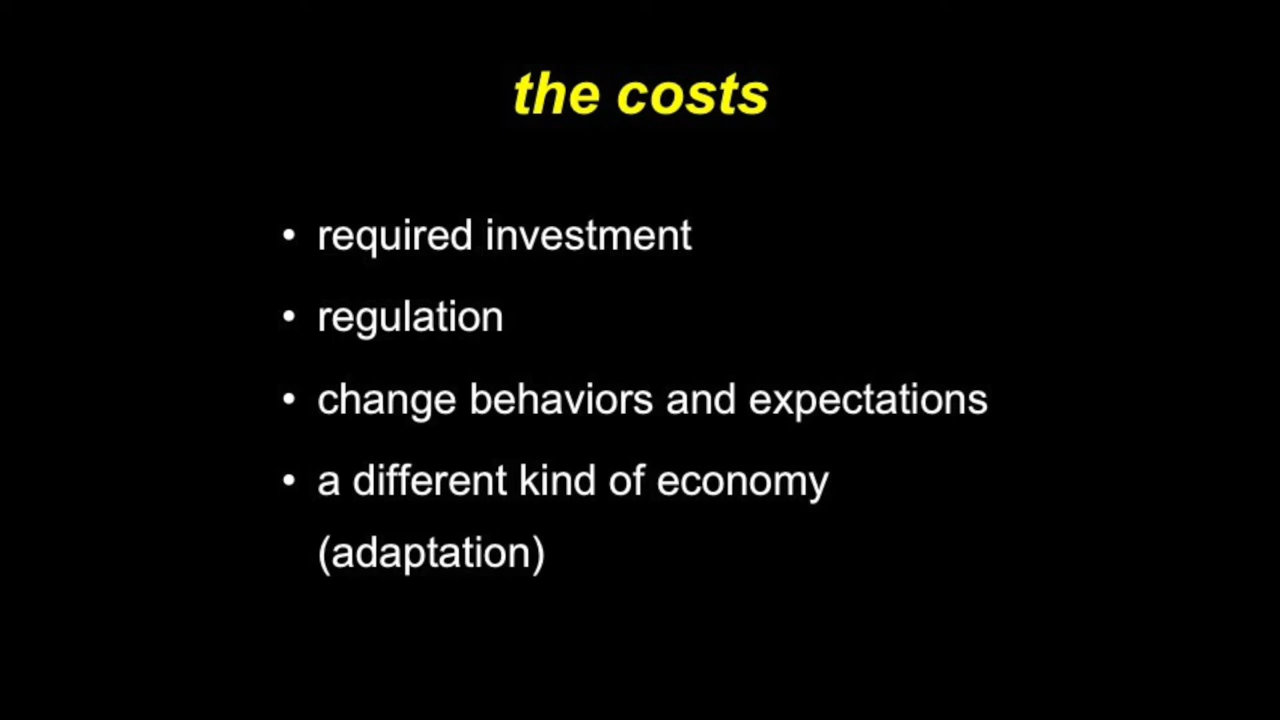 the costs
• required investment
• regulation
• change behaviors and expectations
• a different kind of economy
(adaptation)